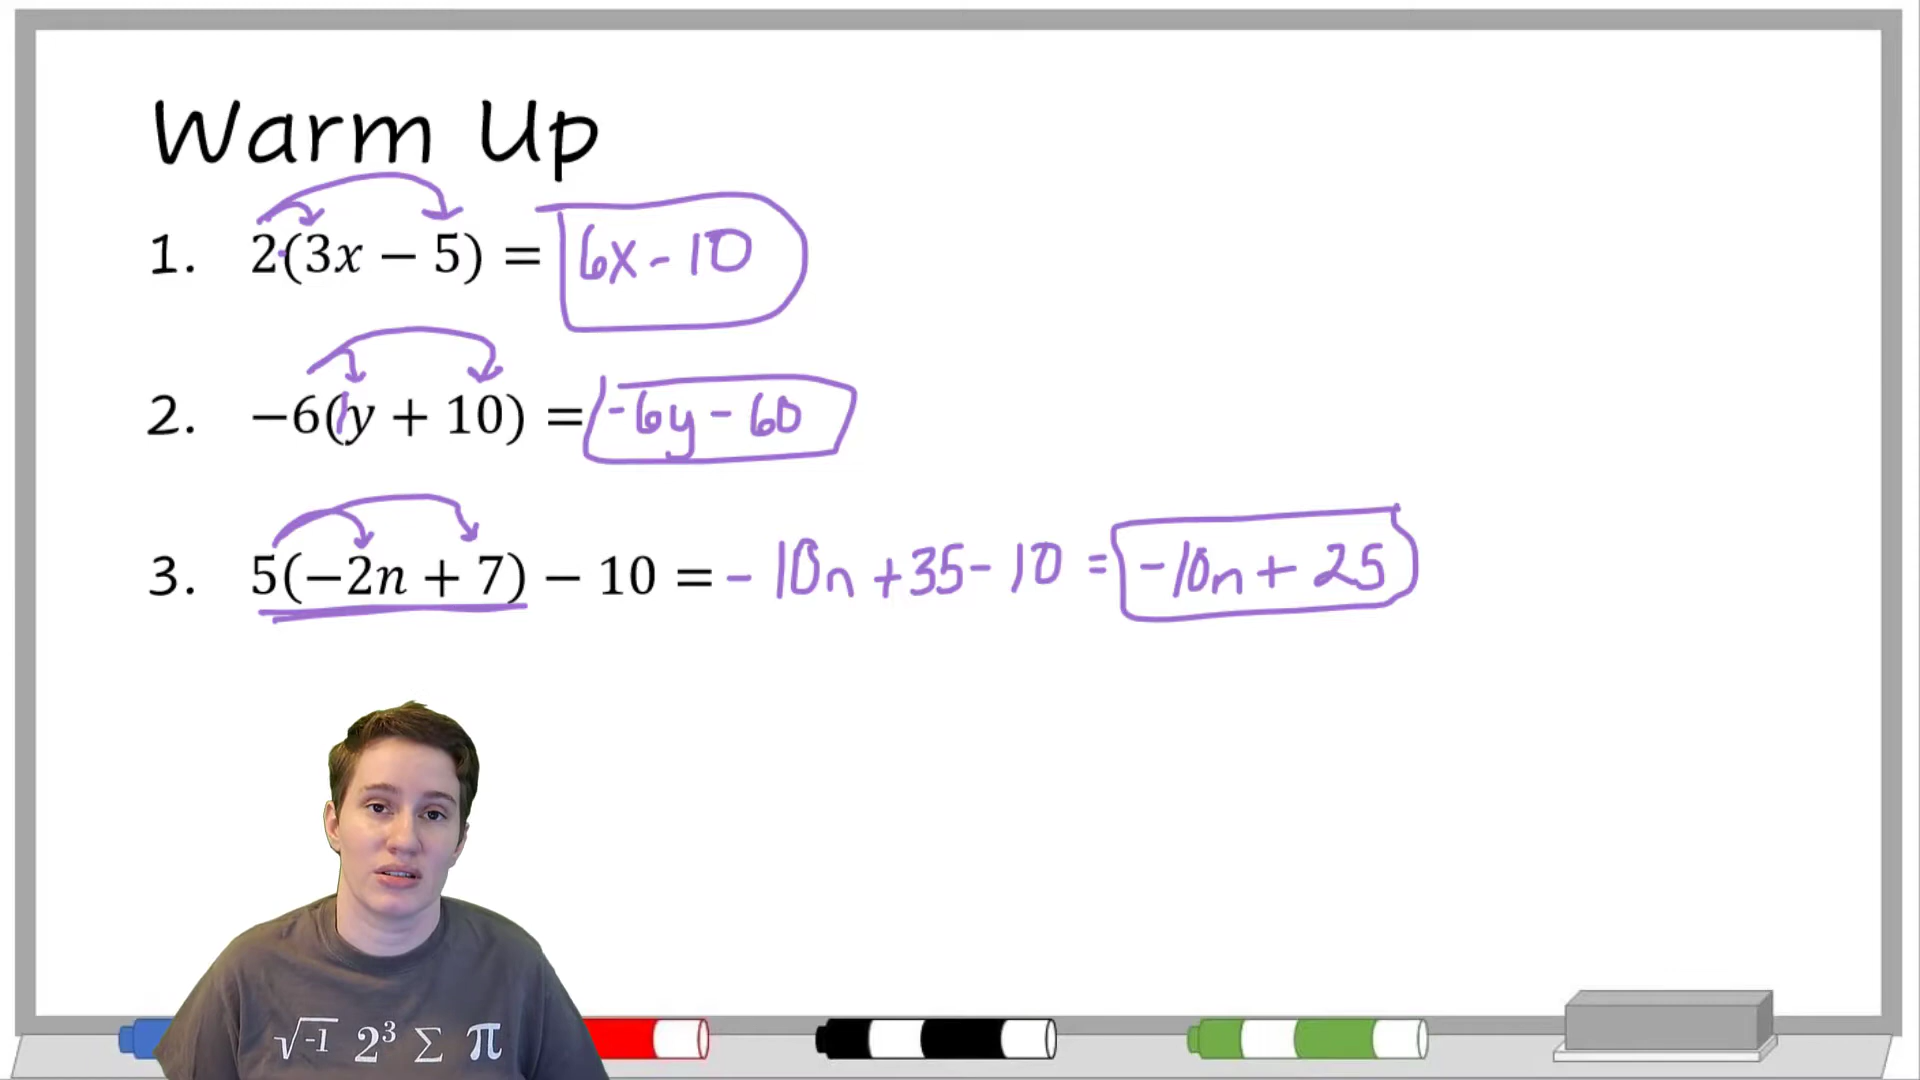 Warm Up
1. 2·(3x − 5) = 6x - 10
2. −6(1y + 10) = -6y - 60
3. 5(−2n + 7) − 10 = - 10n + 35 - 10 = -10n + 25
√-1 2³ Σ π